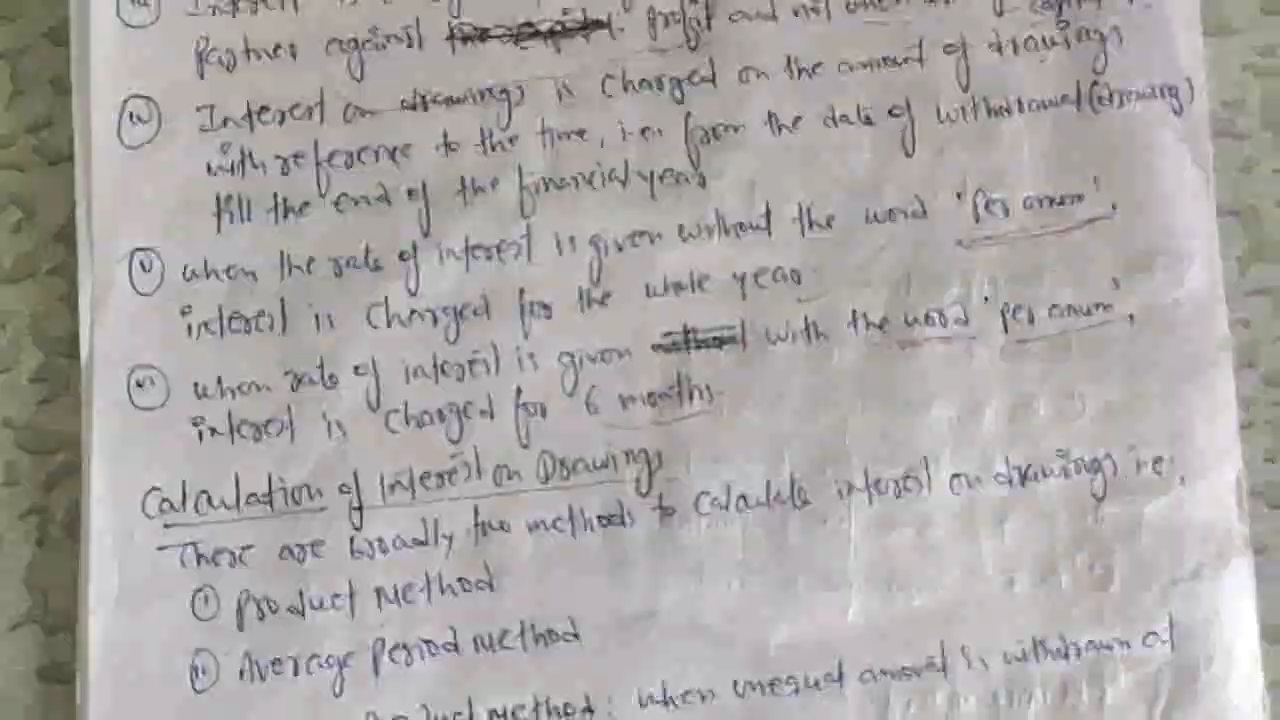 Partner against profit and not
(iv) Interest on drawings is charged on the amount of drawings
with reference to the time, i.e. from the date of withdrawal (drawing)
till the end of the financial year
(v) when the rate of interest is given without the word 'per anum',
interest is charged for the whole year
(vi) when rate of interest is given with the word 'per anum',
interest is charged for 6 months.
Calculation of Interest on Drawings
There are broadly two methods to calculate interest on drawings i.e;
(i) Product Method
(ii) Average Period Method
Product Method: when unequal amount is withdrawn at